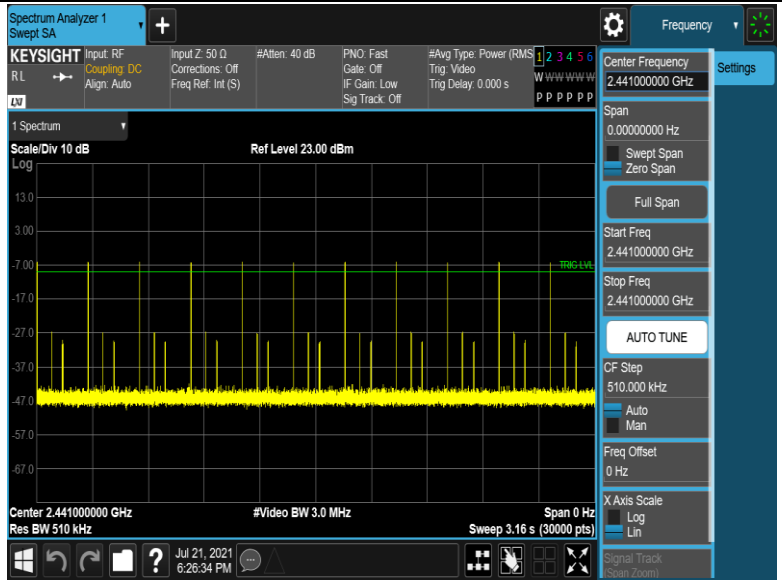 Spectrum Analyzer 1
Swept SA
Frequency
KEYSIGHT
RL
LXI
Input: RF
Coupling: DC
Align: Auto
Input Z: 50 Ω
Corrections: Off
Freq Ref: Int (S)
#Atten: 40 dB
PNO: Fast
Gate: Off
IF Gain: Low
Sig Track: Off
#Avg Type: Power (RMS
Trig: Video
Trig Delay: 0.000 s
1 2 3 4 5 6
W W W W W W
P P P P P P
1 Spectrum
Scale/Div 10 dB
Ref Level 23.00 dBm
Log
13.0
3.00
-7.00
TRIG LVL
-17.0
-27.0
-37.0
-47.0
-57.0
-67.0
Center 2.441000000 GHz
#Video BW 3.0 MHz
Span 0 Hz
Res BW 510 kHz
Sweep 3.16 s (30000 pts)
?
Jul 21, 2021
6:26:34 PM
Center Frequency
2.441000000 GHz
Settings
Span
0.00000000 Hz
Swept Span
Zero Span
Full Span
Start Freq
2.441000000 GHz
Stop Freq
2.441000000 GHz
AUTO TUNE
CF Step
510.000 kHz
Auto
Man
Freq Offset
0 Hz
X Axis Scale
Log
Lin
Signal Track
(Span Zoom)